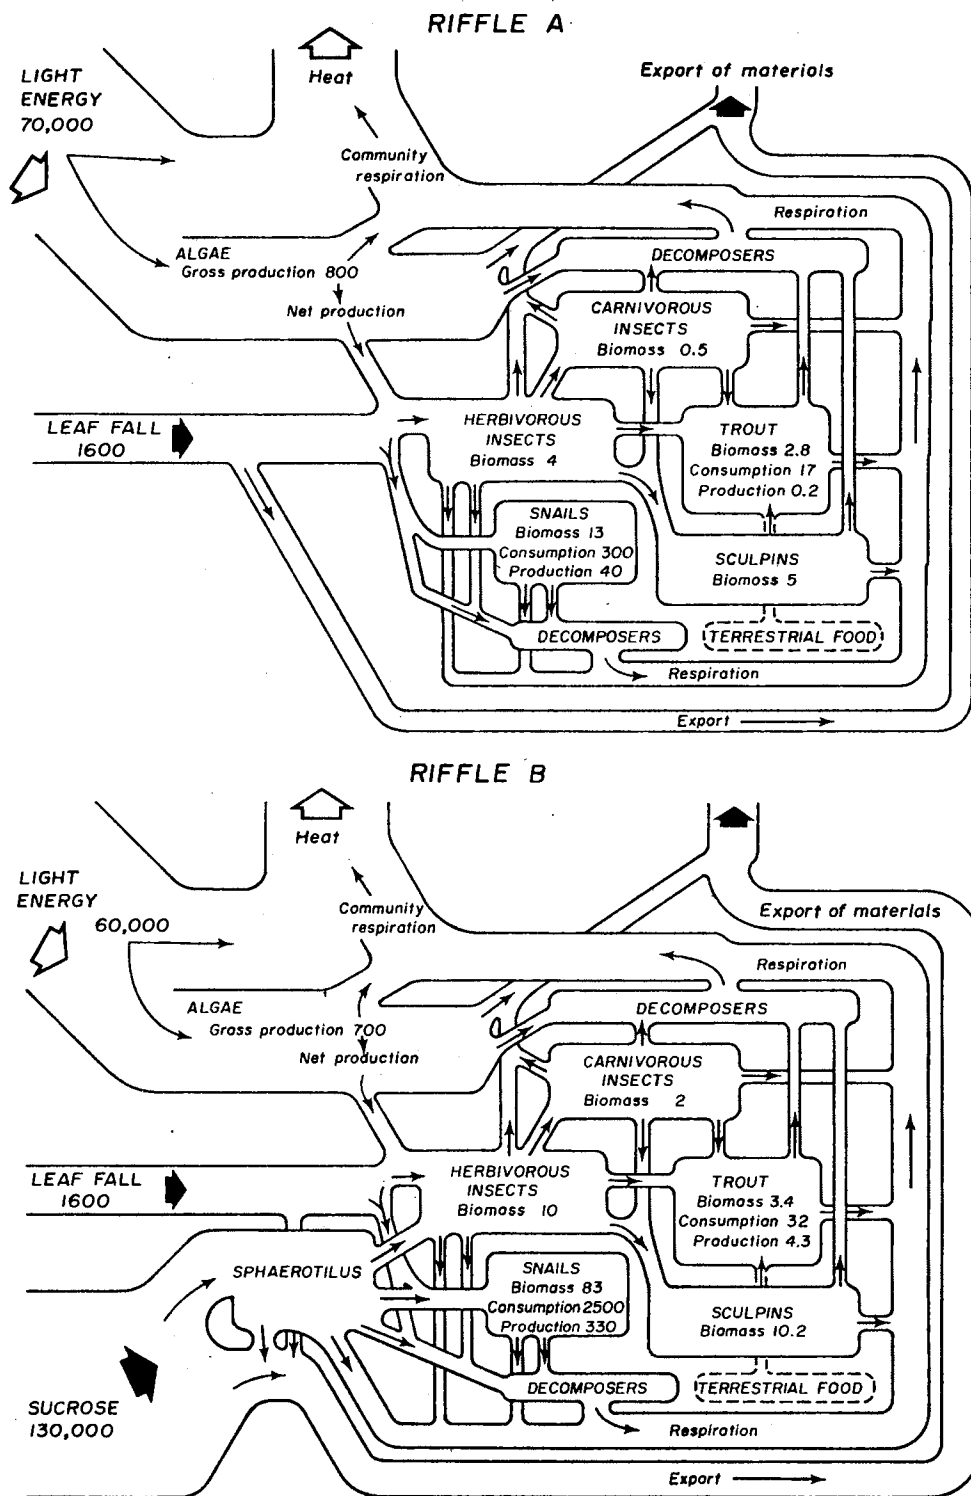 RIFFLE A
LIGHT
ENERGY
70,000
Heat
Export of materials
Community
respiration
Respiration
ALGAE
Gross production 800
Net production
DECOMPOSERS
CARNIVOROUS
INSECTS
Biomass 0.5
LEAF FALL
1600
HERBIVOROUS
INSECTS
Biomass 4
TROUT
Biomass 2.8
Consumption 17
Production 0.2
SNAILS
Biomass 13
Consumption 300
Production 40
SCULPINS
Biomass 5
DECOMPOSERS
TERRESTRIAL FOOD
Respiration
Export
RIFFLE B
Heat
LIGHT
ENERGY
60,000
Community
respiration
Export of materials
Respiration
ALGAE
Gross production 700
Net production
DECOMPOSERS
CARNIVOROUS
INSECTS
Biomass 2
LEAF FALL
1600
HERBIVOROUS
INSECTS
Biomass 10
TROUT
Biomass 3.4
Consumption 32
Production 4.3
SPHAEROTILUS
SNAILS
Biomass 83
Consumption 2500
Production 330
SCULPINS
Biomass 10.2
DECOMPOSERS
TERRESTRIAL FOOD
SUCROSE
130,000
Respiration
Export